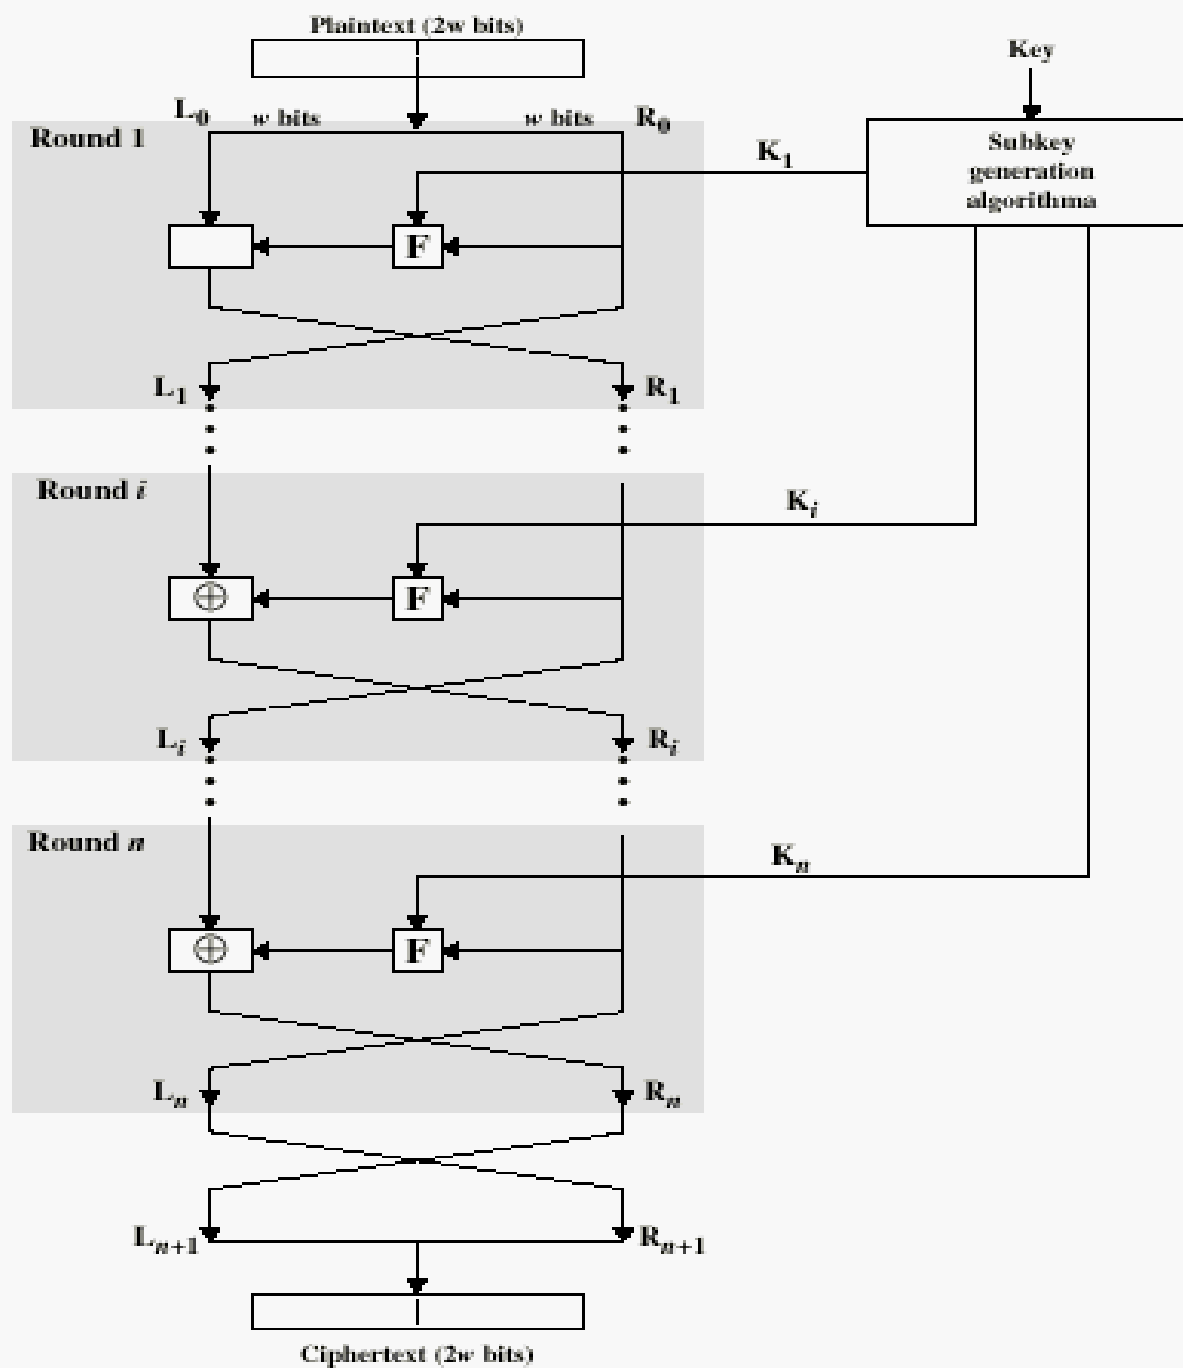 Plaintext (2w bits)
Key
L0 w bits w bits R0
Round 1
K1
Subkey
generation
algorithma
F
L1 R1
Round i
Ki
⊕ F
Li Ri
Round n
Kn
⊕ F
Ln Rn
Ln+1 Rn+1
Ciphertext (2w bits)